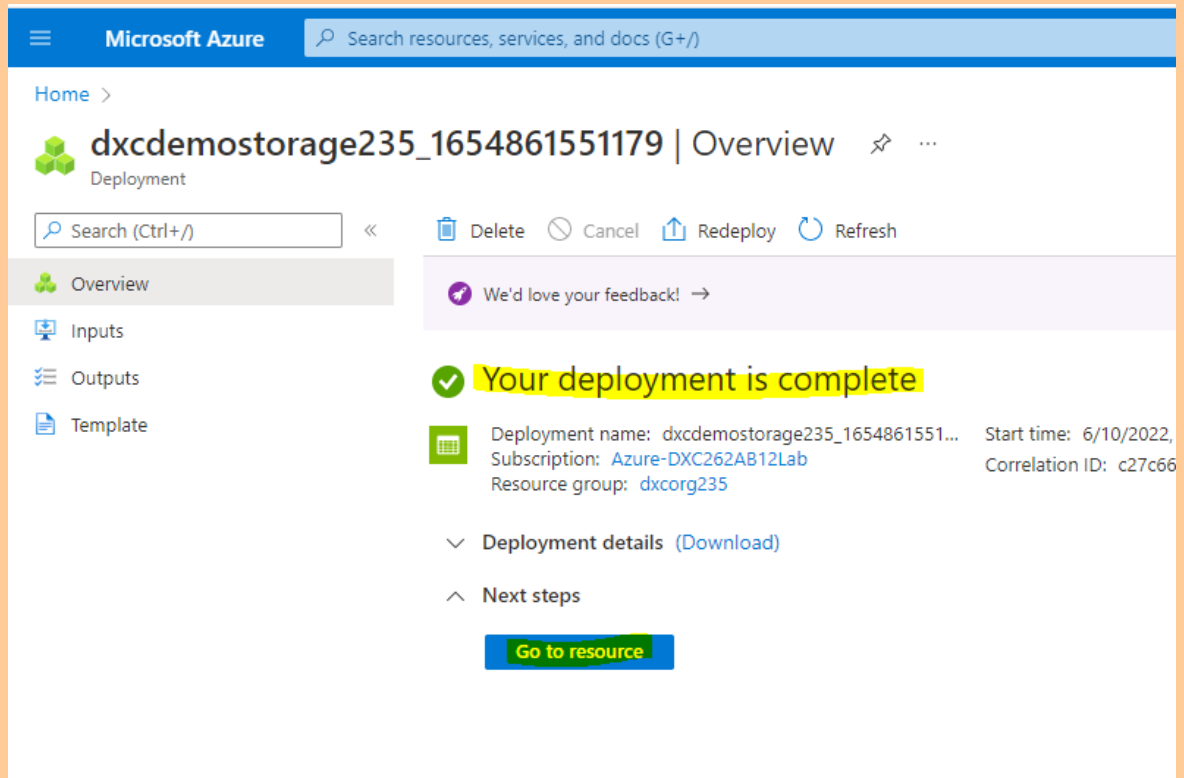 Microsoft Azure
Search resources, services, and docs (G+/)
Home >
dxcdemostorage235_1654861551179 | Overview ...
Deployment
Search (Ctrl+/) «
Delete Cancel Redeploy Refresh
Overview
Inputs
Outputs
Template
We'd love your feedback! →
Your deployment is complete
Deployment name: dxcdemostorage235_1654861551... Start time: 6/10/2022,
Subscription: Azure-DXC262AB12Lab Correlation ID: c27c66
Resource group: dxcorg235
Deployment details (Download)
Next steps
Go to resource